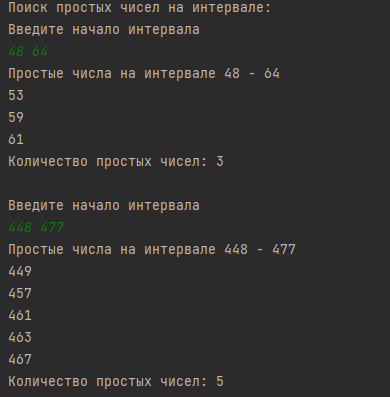 Поиск простых чисел на интервале:
Введите начало интервала
48 64
Простые числа на интервале 48 - 64
53
59
61
Количество простых чисел: 3
Введите начало интервала
448 477
Простые числа на интервале 448 - 477
449
457
461
463
467
Количество простых чисел: 5